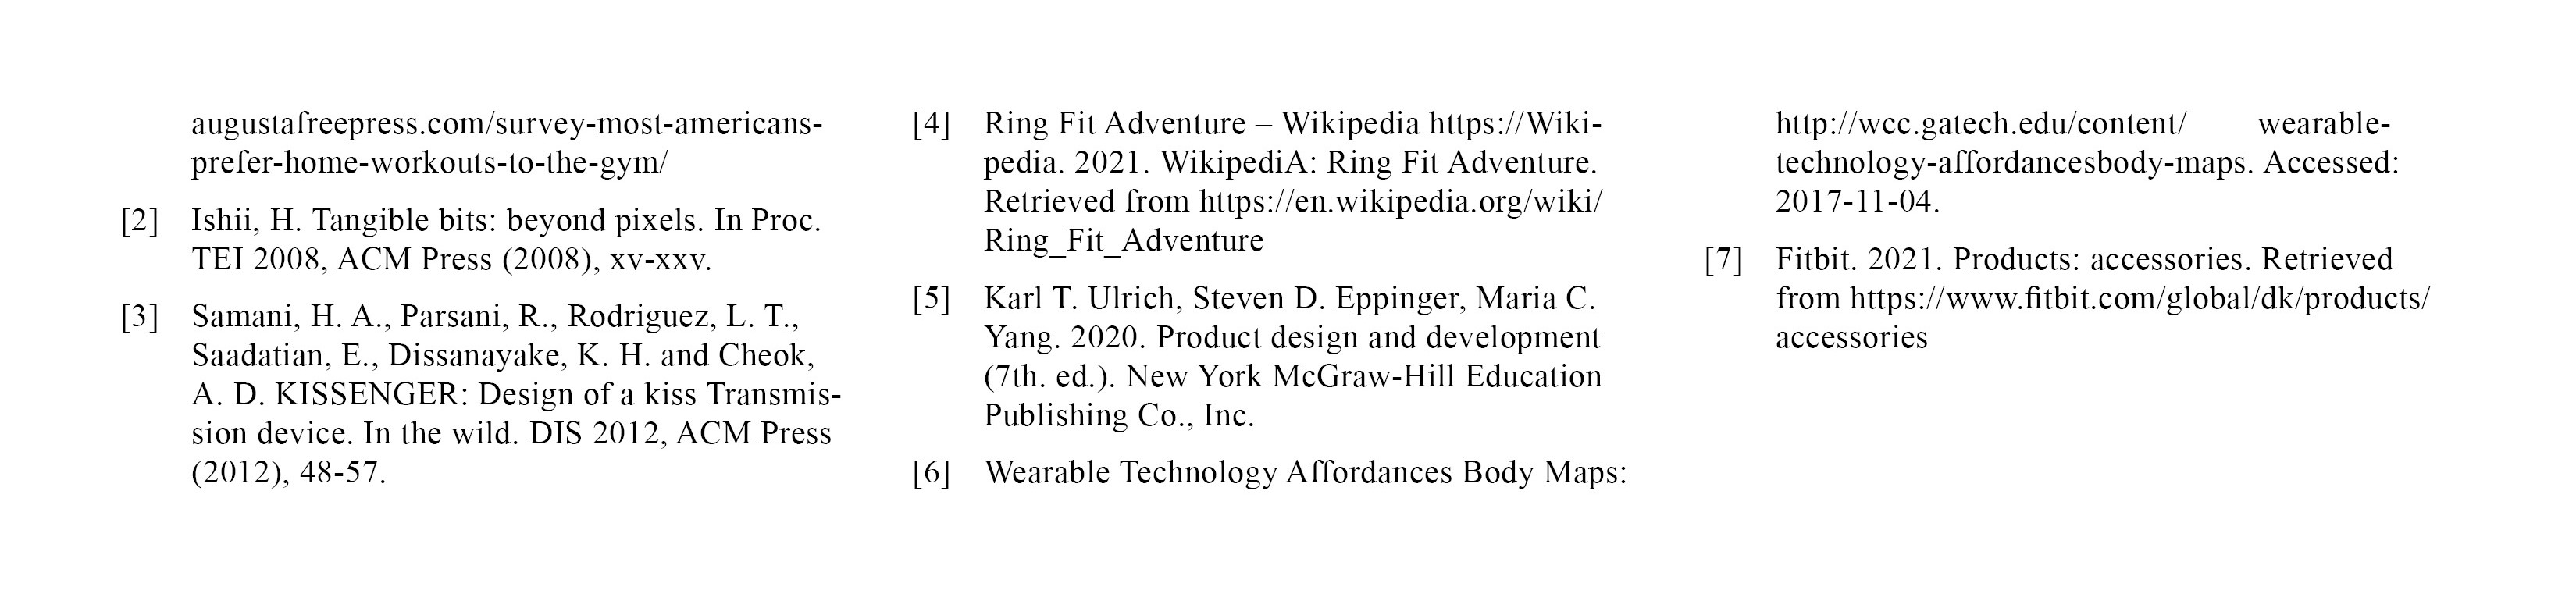 augustafreepress.com/survey-most-americans-
prefer-home-workouts-to-the-gym/
[2] Ishii, H. Tangible bits: beyond pixels. In Proc.
TEI 2008, ACM Press (2008), xv-xxv.
[3] Samani, H. A., Parsani, R., Rodriguez, L. T.,
Saadatian, E., Dissanayake, K. H. and Cheok,
A. D. KISSENGER: Design of a kiss Transmis-
sion device. In the wild. DIS 2012, ACM Press
(2012), 48-57.
[4] Ring Fit Adventure – Wikipedia https://Wiki-
pedia. 2021. WikipediA: Ring Fit Adventure.
Retrieved from https://en.wikipedia.org/wiki/
Ring_Fit_Adventure
[5] Karl T. Ulrich, Steven D. Eppinger, Maria C.
Yang. 2020. Product design and development
(7th. ed.). New York McGraw-Hill Education
Publishing Co., Inc.
[6] Wearable Technology Affordances Body Maps:
http://wcc.gatech.edu/content/ wearable-
technology-affordancesbody-maps. Accessed:
2017-11-04.
[7] Fitbit. 2021. Products: accessories. Retrieved
from https://www.fitbit.com/global/dk/products/
accessories